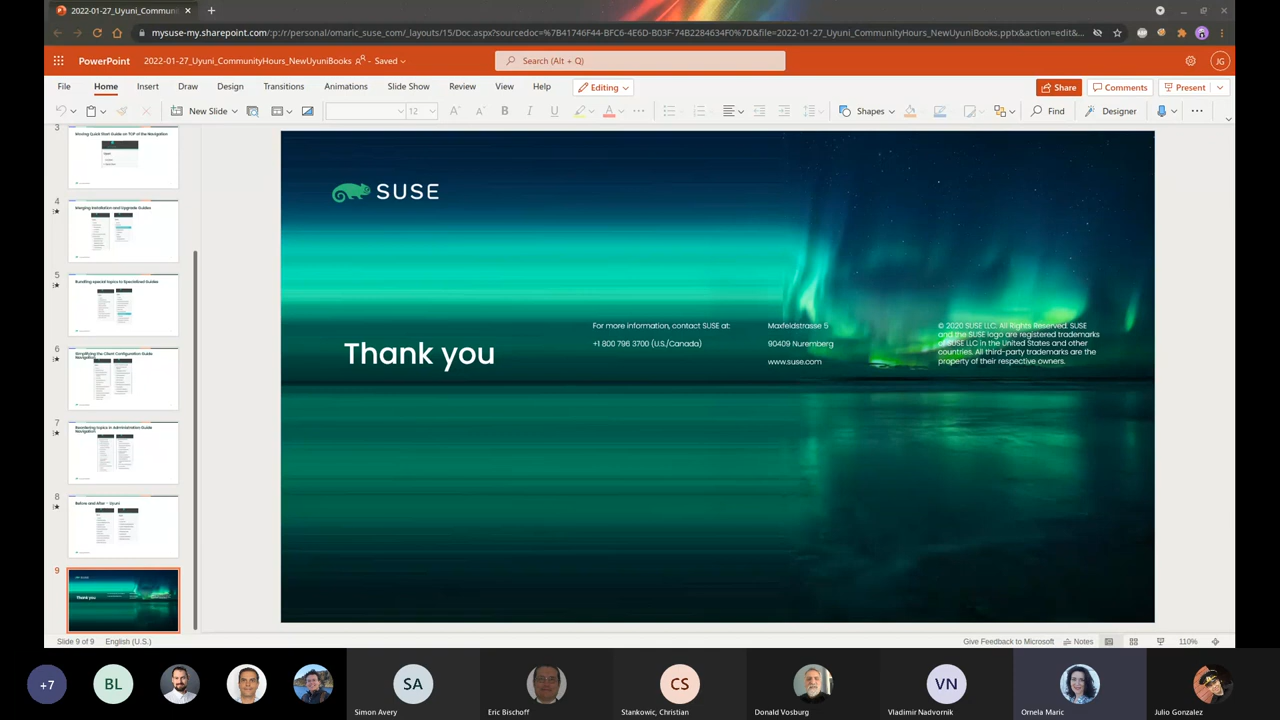 2022-01-27_Uyuni_Communi
mysuse-my.sharepoint.com/:p:/r/personal/omaric_suse_com/_layouts/15/Doc.aspx?sourcedoc=%7B41746F44-BFC6-4E6D-B03F-74B2284634F0%7D&file=2022-01-27_Uyuni_CommunityHours_NewUyuniBooks.pptx&action=edit&...
PowerPoint
2022-01-27_Uyuni_CommunityHours_NewUyuniBooks
- Saved
Search (Alt + Q)
JG
File
Home
Insert
Draw
Design
Transitions
Animations
Slide Show
Review
View
Help
Editing
Share
Comments
Present
New Slide
12
B
I
U
Shapes
Find
Designer
3
Moving Quick Start Guide on TOP of the Navigation
4
Merging Installation and Upgrade Guides
5
Bundling special topics to Specialized Guides
6
Simplifying the Client Configuration Guide
Navigation
7
Reordering topics in Administration Guide
Navigation
8
Before and After – Uyuni
9
Thank you
SUSE
Thank you
For more information, contact SUSE at:
+1 800 796 3700 (U.S./Canada)
Maxfeldstrasse 5
90409 Nuremberg
www.suse.com
© 2020 SUSE LLC. All Rights Reserved. SUSE
and the SUSE logo are registered trademarks
of SUSE LLC in the United States and other
countries. All third-party trademarks are the
property of their respective owners.
Slide 9 of 9
English (U.S.)
Give Feedback to Microsoft
Notes
110%
+7
BL
SA
Simon Avery
Eric Bischoff
CS
Stankovic, Christian
Donald Vosburg
VN
Vladimir Nadvornik
Ornela Maric
Julio Gonzalez